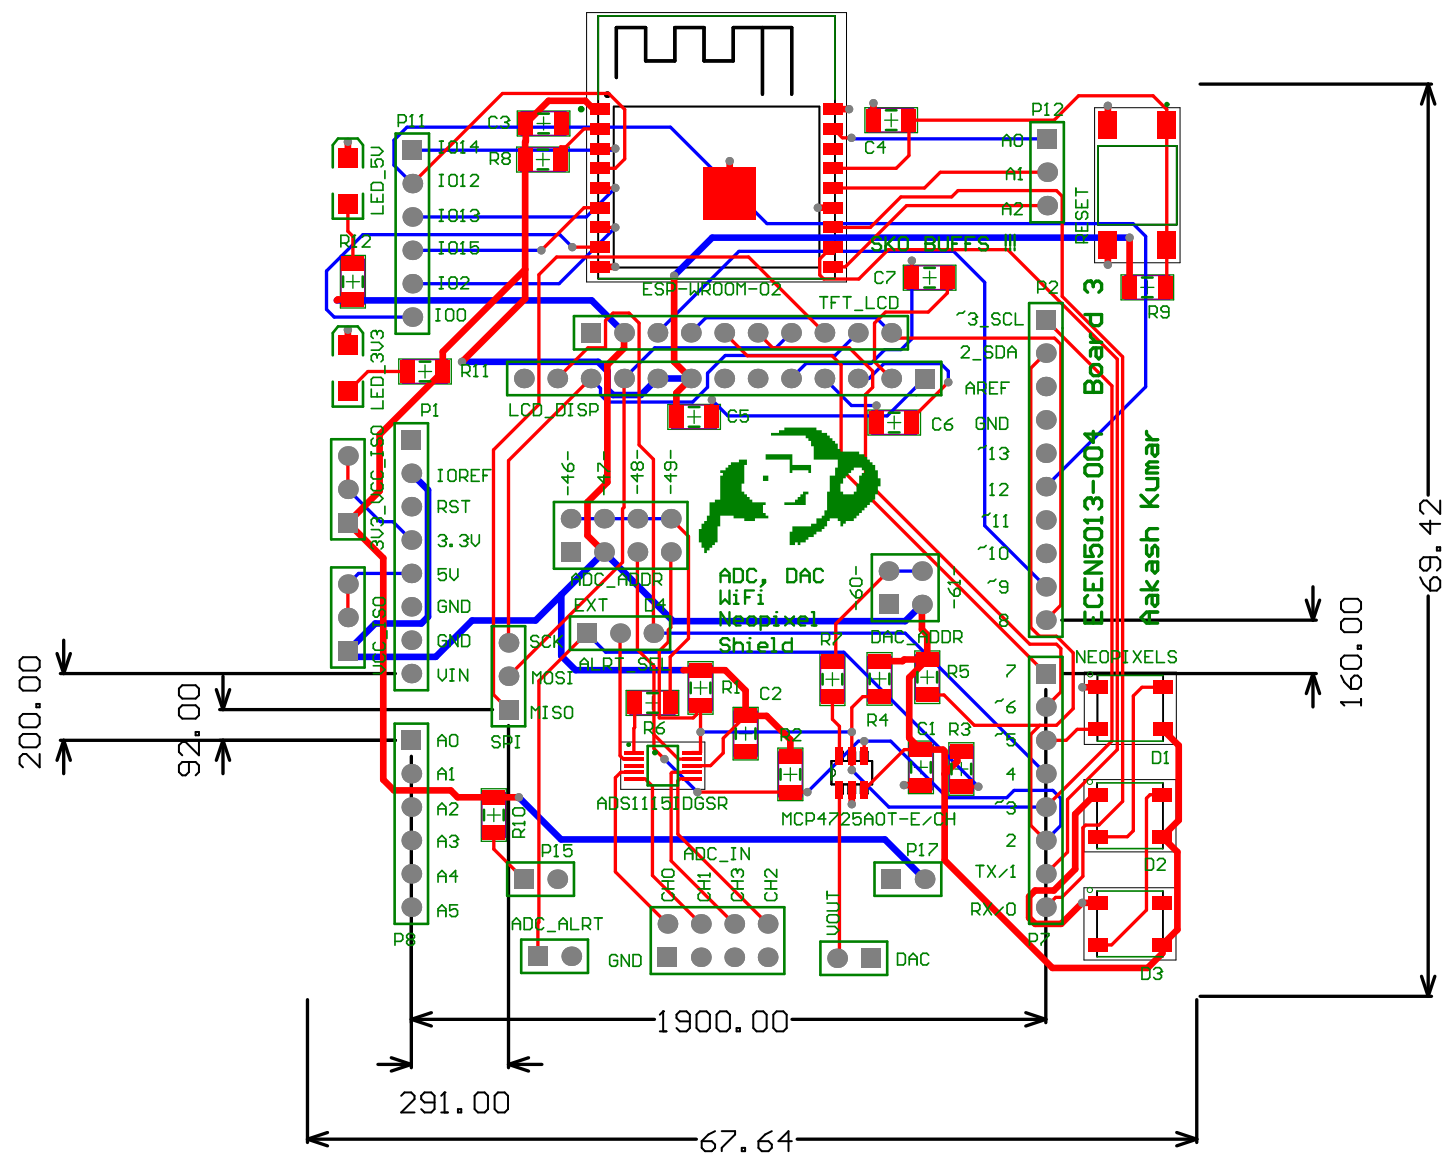 P11
C3
IO14
R8
IO12
IO13
IO15
IO2
IO0
LED_5V
R12
LED_3V3
R11
ESP-WROOM-02
C4
P12
A0
A1
A2
RESET
SKO BUFFS !!!
C7
TFT_LCD
R9
P2
~3_SCL
2_SDA
AREF
GND
~13
12
~11
~10
~9
8
ECEN5013-004 Board 3
Aakash Kumar
LCD_DISP
C5
C6
P1
IOREF
RST
3.3V
5V
GND
GND
VIN
3V3_VCC_ISO
-46-
-47-
-48-
-49-
ADC_ADDR
EXT
D4
ADC, DAC
WiFi
Neopixel
Shield
-60-
-61-
DAC_ADDR
SCK
MOSI
MISO
SPI
R1
C2
R6
R7
R5
R4
C1
R3
NEOPIXELS
7
~6
~5
4
~3
2
TX/1
RX/0
P7
D1
D2
D3
A0
A1
A2
A3
A4
A5
P8
R10
P15
ADC_ALRT
ADC_IN
CH0
CH1
CH3
CH2
GND
MCP4725A0T-E/CH
P17
VOUT
DAC
200.00
92.00
160.00
69.42
1900.00
291.00
67.64